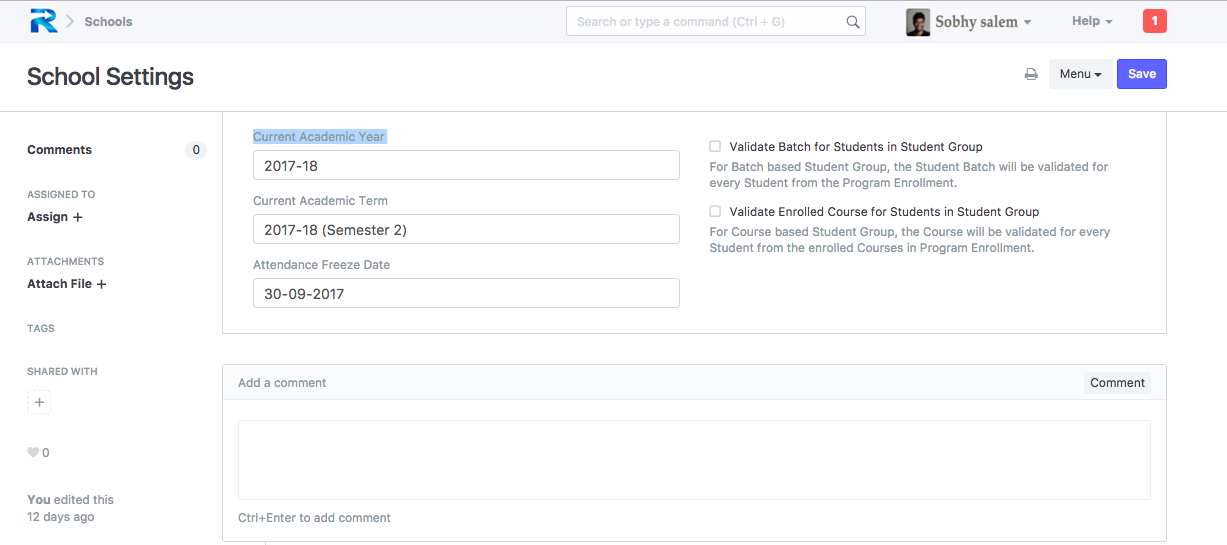 Schools
Search or type a command (Ctrl + G)
Sobhy salem
Help
1
School Settings
Menu
Save
Comments 0
ASSIGNED TO
Assign +
ATTACHMENTS
Attach File +
TAGS
SHARED WITH
+
0
You edited this
12 days ago
Current Academic Year
2017-18
Current Academic Term
2017-18 (Semester 2)
Attendance Freeze Date
30-09-2017
Validate Batch for Students in Student Group
For Batch based Student Group, the Student Batch will be validated for
every Student from the Program Enrollment.
Validate Enrolled Course for Students in Student Group
For Course based Student Group, the Course will be validated for every
Student from the enrolled Courses in Program Enrollment.
Add a comment
Comment
Ctrl+Enter to add comment